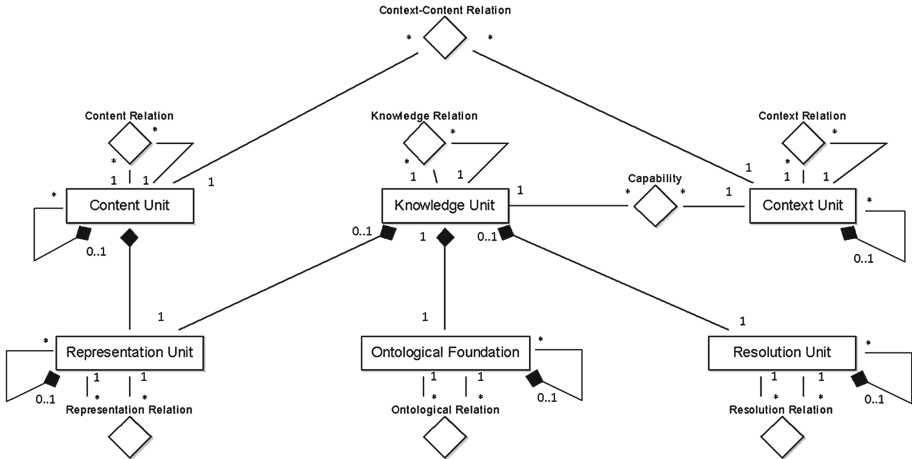 Context-Content Relation
* *
Content Relation Knowledge Relation Context Relation
* * *
* * * Capability
1 1 1 1 1 1 1 1
* Content Unit Knowledge Unit 1 * * 1 Context Unit *
0..1 0..1 1 0..1 0..1
1 1 1
* Representation Unit Ontological Foundation * Resolution Unit *
0..1 1 1 1 1 0..1 1 1 0..1
* * * * * *
Representation Relation Ontological Relation Resolution Relation